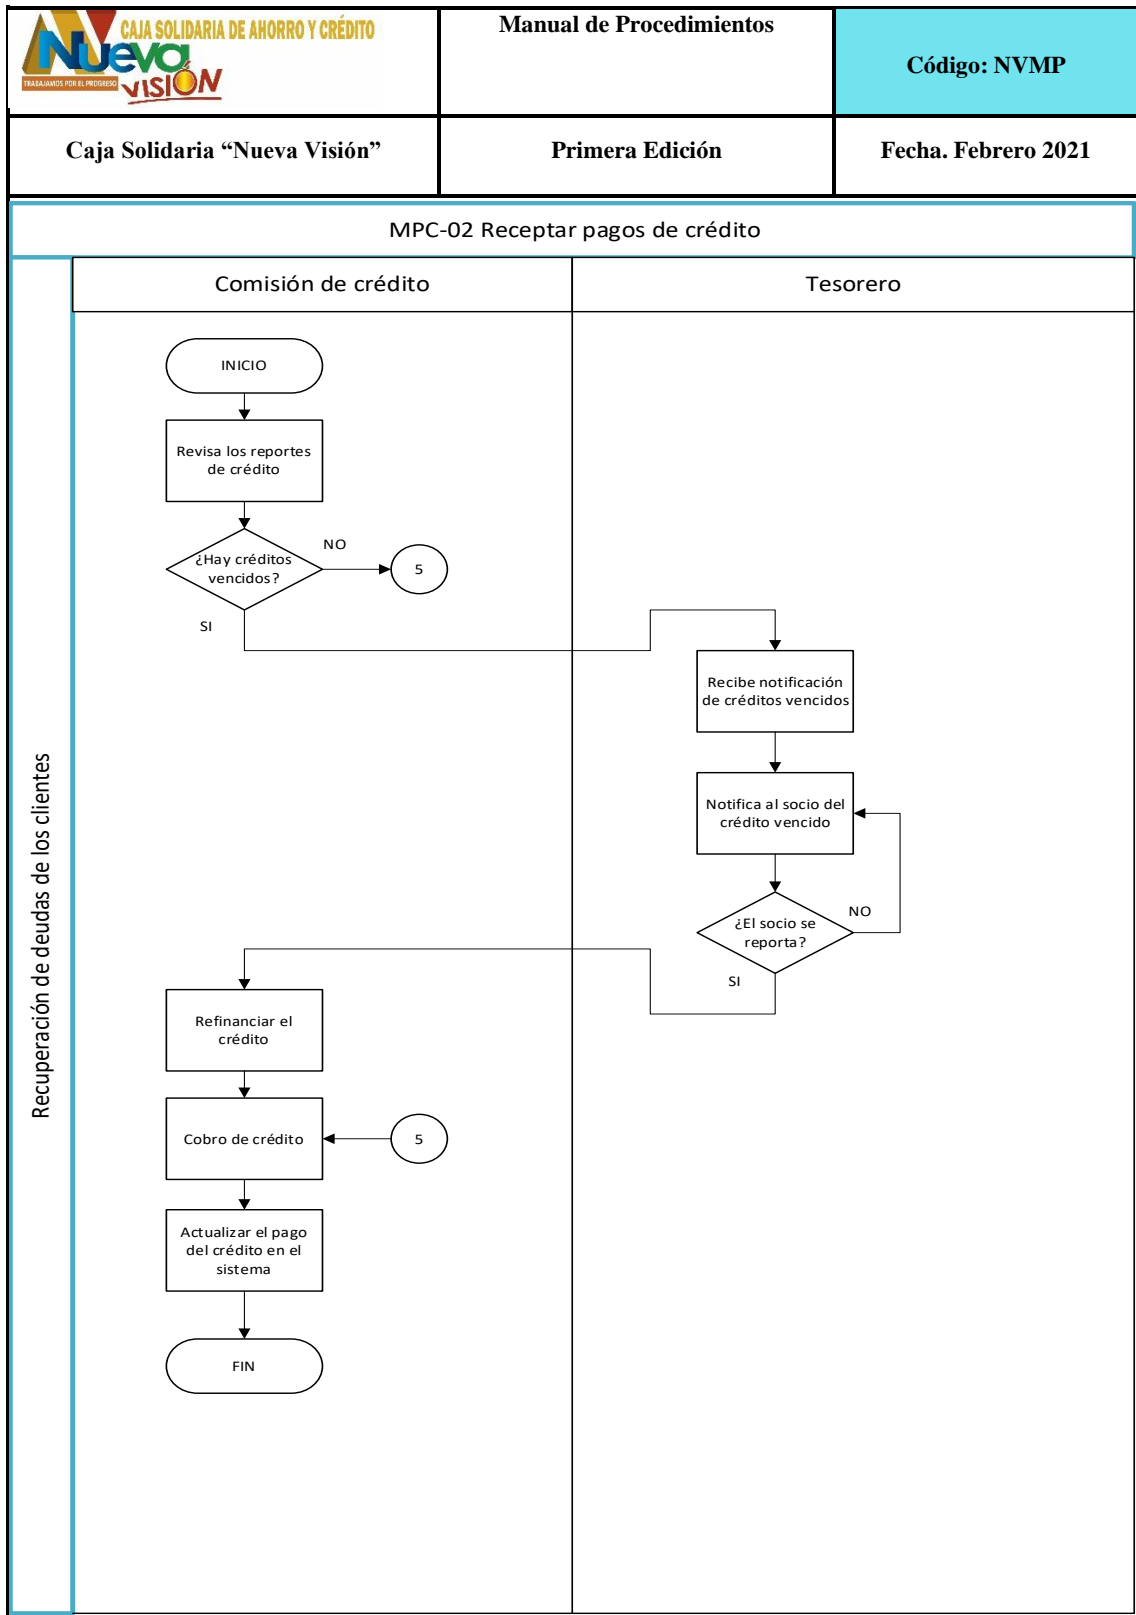 CAJA SOLIDARIA DE AHORRO Y CRÉDITO
Nueva
TRABAJAMOS POR EL PROGRESO
VISIÓN
Manual de Procedimientos
Código: NVMP
Caja Solidaria “Nueva Visión”
Primera Edición
Fecha. Febrero 2021
MPC-02 Receptar pagos de crédito
Comisión de crédito
Tesorero
Recuperación de deudas de los clientes
INICIO
Revisa los reportes
de crédito
¿Hay créditos
vencidos?
NO
5
SI
Recibe notificación
de créditos vencidos
Notifica al socio del
crédito vencido
¿El socio se
reporta?
NO
SI
Refinanciar el
crédito
Cobro de crédito
5
Actualizar el pago
del crédito en el
sistema
FIN